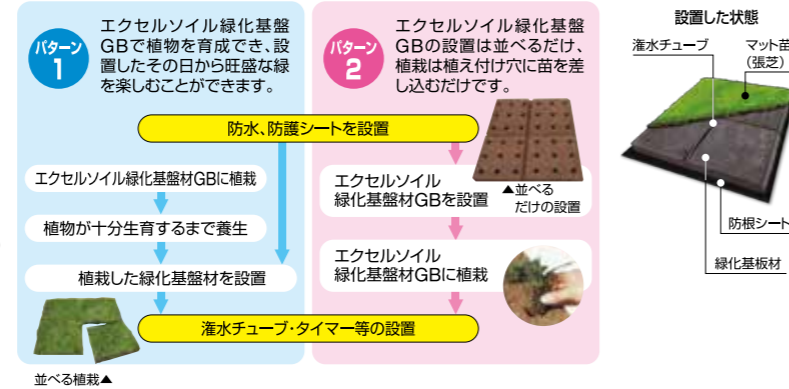 パターン
1
エクセルソイル緑化基盤
GBで植物を育成でき、設
置したその日から旺盛な緑
を楽しむことができます。
パターン
2
エクセルソイル緑化基盤
GBの設置は並べるだけ、
植栽は植え付け穴に苗を差
し込むだけです。
防水、防護シートを設置
エクセルソイル緑化基盤材GBに植栽
植物が十分生育するまで養生
植栽した緑化基盤材を設置
エクセルソイル
緑化基盤材GBを設置
▲並べる
だけの設置
エクセルソイル
緑化基盤材GBに植栽
潅水チューブ・タイマー等の設置
並べる植栽▲
設置した状態
潅水チューブ
マット苗
（張芝）
防根シート
緑化基板材